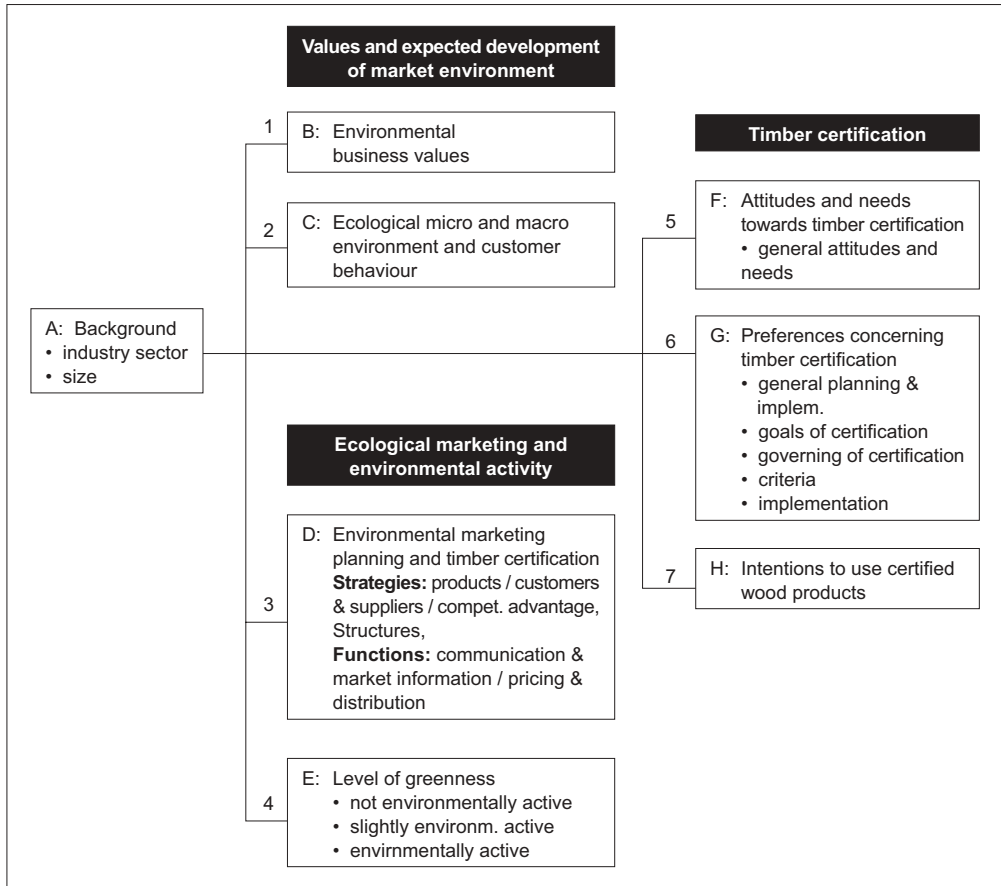 Values and expected development
of market environment
1
B: Environmental
business values
2
C: Ecological micro and macro
environment and customer
behaviour
A: Background
• industry sector
• size
Ecological marketing and
environmental activity
3
D: Environmental marketing
planning and timber certification
Strategies: products / customers
& suppliers / compet. advantage,
Structures,
Functions: communication &
market information / pricing &
distribution
4
E: Level of greenness
• not environmentally active
• slightly environm. active
• envirnmentally active
Timber certification
5
F: Attitudes and needs
towards timber certification
• general attitudes and
needs
6
G: Preferences concerning
timber certification
• general planning &
implem.
• goals of certification
• governing of certification
• criteria
• implementation
7
H: Intentions to use certified
wood products